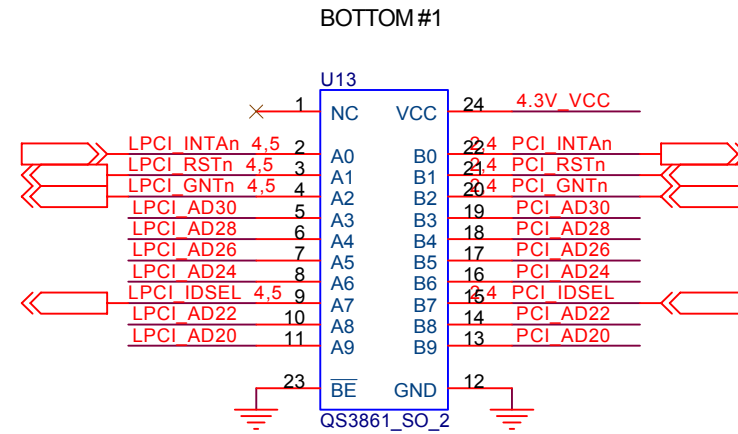 BOTTOM #1
U13
1 NC VCC 24 4.3V_VCC
LPCI_INTAn 4,5 2 A0 B0 22 2,4 PCI_INTAn
LPCI_RSTn 4,5 3 A1 B1 21 2,4 PCI_RSTn
LPCI_GNTn 4,5 4 A2 B2 20 2,4 PCI_GNTn
LPCI_AD30 5 A3 B3 19 PCI_AD30
LPCI_AD28 6 A4 B4 18 PCI_AD28
LPCI_AD26 7 A5 B5 17 PCI_AD26
LPCI_AD24 8 A6 B6 16 PCI_AD24
LPCI_IDSEL 4,5 9 A7 B7 15 2,4 PCI_IDSEL
LPCI_AD22 10 A8 B8 14 PCI_AD22
LPCI_AD20 11 A9 B9 13 PCI_AD20
23 BE GND 12
QS3861_SO_2